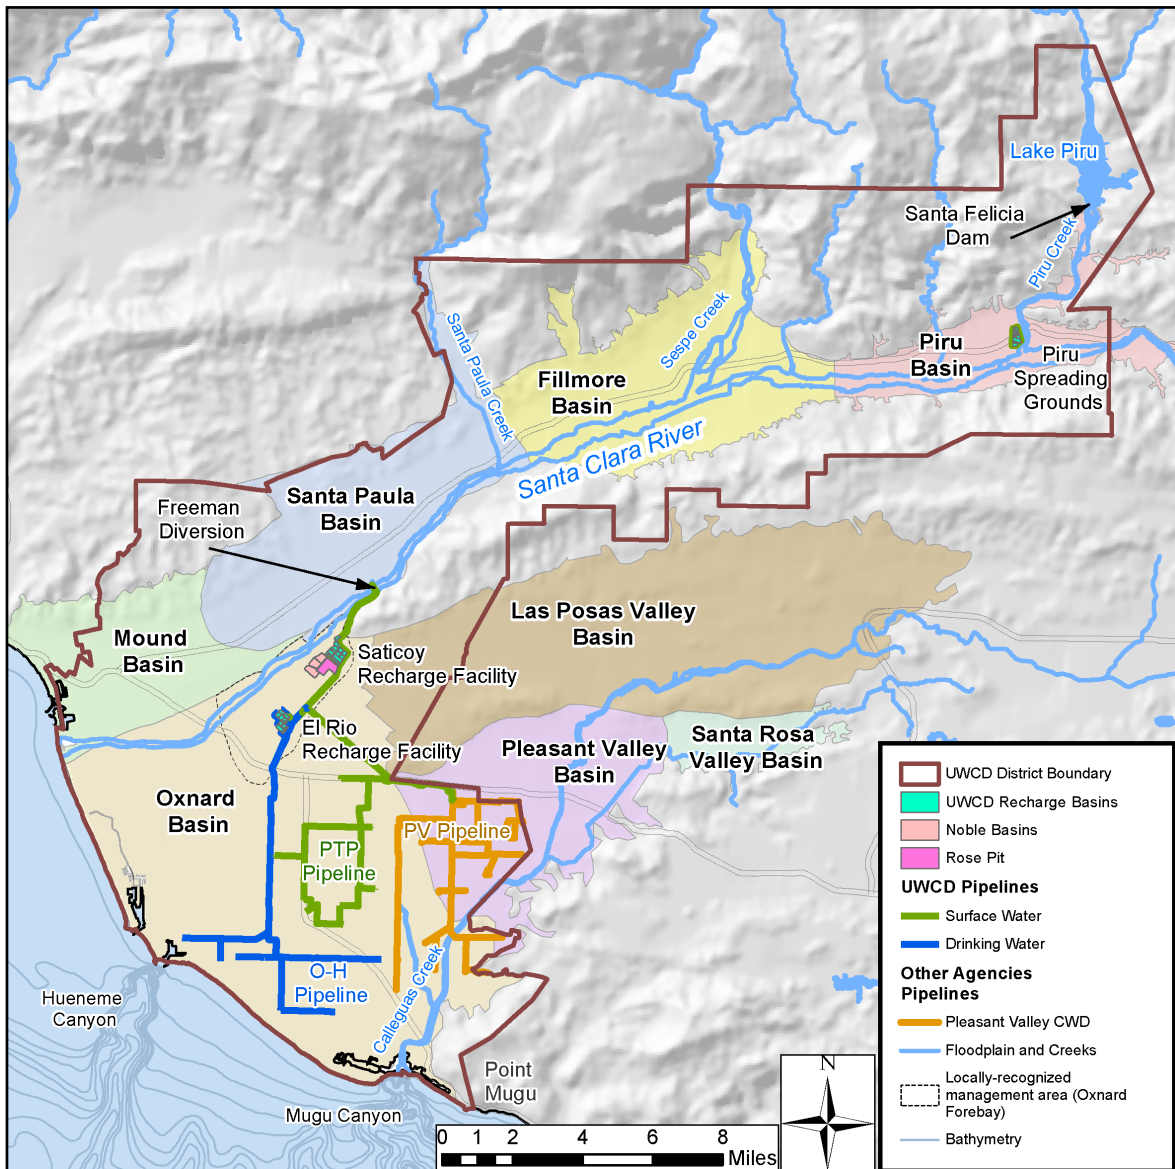 Lake Piru
Santa Felicia
Dam
Piru Creek
Santa Paula Creek
Sespe Creek
Fillmore
Basin
Piru
Basin
Piru
Spreading
Grounds
Santa Clara River
Santa Paula
Basin
Freeman
Diversion
Las Posas Valley
Basin
Mound
Basin
Saticoy
Recharge Facility
El Rio
Recharge Facility
Pleasant Valley
Basin
Santa Rosa
Valley Basin
Oxnard
Basin
PV Pipeline
PTP
Pipeline
O-H
Pipeline
Calleguas Creek
Hueneme
Canyon
Mugu Canyon
Point
Mugu
UWCD District Boundary
UWCD Recharge Basins
Noble Basins
Rose Pit
UWCD Pipelines
Surface Water
Drinking Water
Other Agencies
Pipelines
Pleasant Valley CWD
Floodplain and Creeks
Locally-recognized
management area (Oxnard
Forebay)
Bathymetry
N
0 1 2 4 6 8
Miles